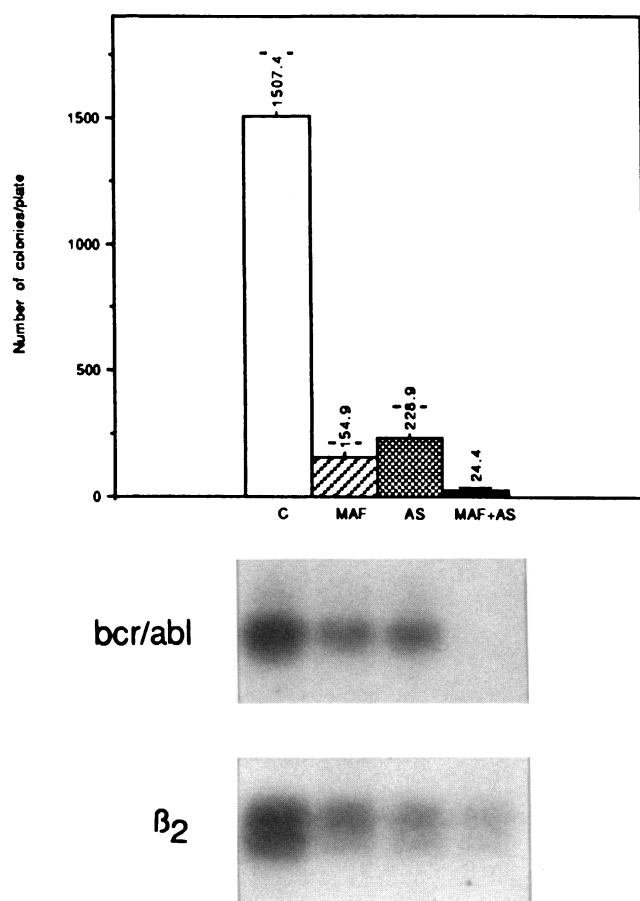 Number of colonies/plate
1500
1000
500
0
1507.4
154.9
228.9
24.4
C MAF AS MAF+AS
bcr/abl
ß2